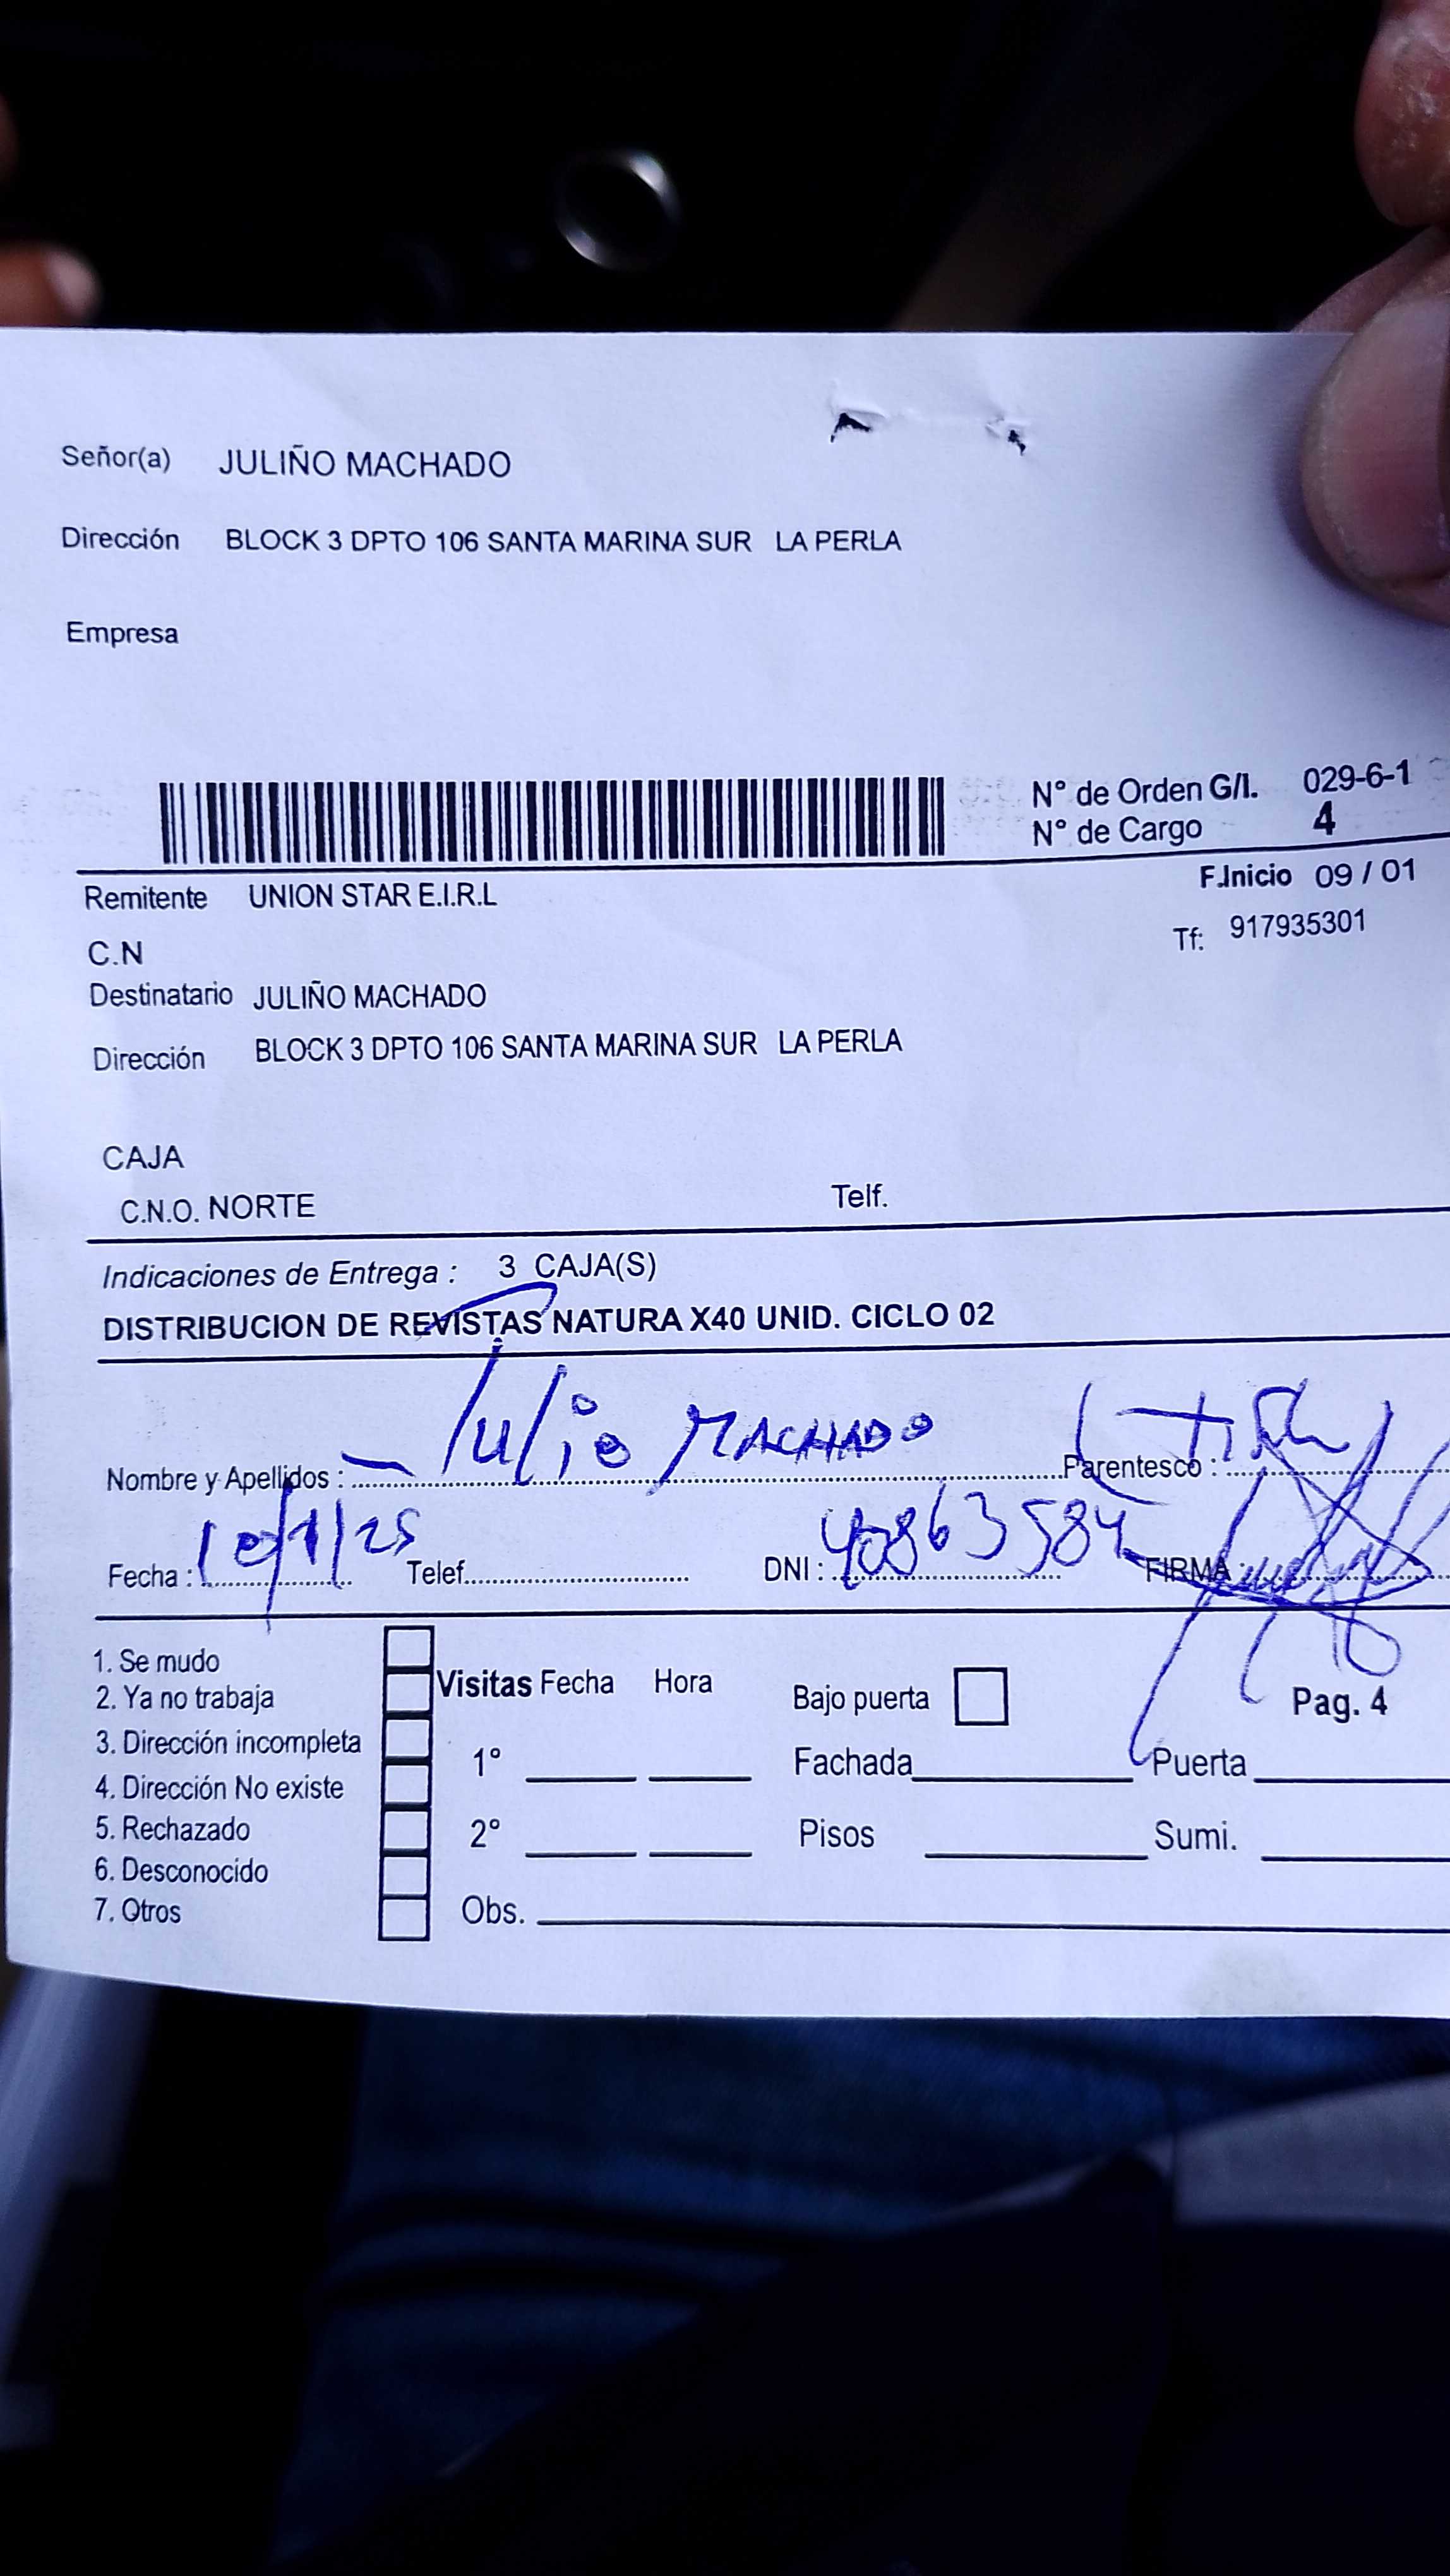 Señor(a) JULIÑO MACHADO
Dirección BLOCK 3 DPTO 106 SANTA MARINA SUR LA PERLA
Empresa
N° de Orden G/I. 029-6-1
N° de Cargo 4
F.Inicio 09 / 01
Remitente UNION STAR E.I.R.L
Tf: 917935301
C.N
Destinatario JULIÑO MACHADO
Dirección BLOCK 3 DPTO 106 SANTA MARINA SUR LA PERLA
CAJA
C.N.O. NORTE Telf.
Indicaciones de Entrega : 3 CAJA(S)
DISTRIBUCION DE REVISTAS NATURA X40 UNID. CICLO 02
Nombre y Apellidos : Julio MACHADO Parentesco :
Fecha : 10/1/25 Telef. DNI : 40863584 FIRMA :
1. Se mudo
2. Ya no trabaja
3. Dirección incompleta
4. Dirección No existe
5. Rechazado
6. Desconocido
7. Otros
Visitas Fecha Hora
1°
2°
Obs.
Bajo puerta
Pag. 4
Fachada Puerta
Pisos Sumi.